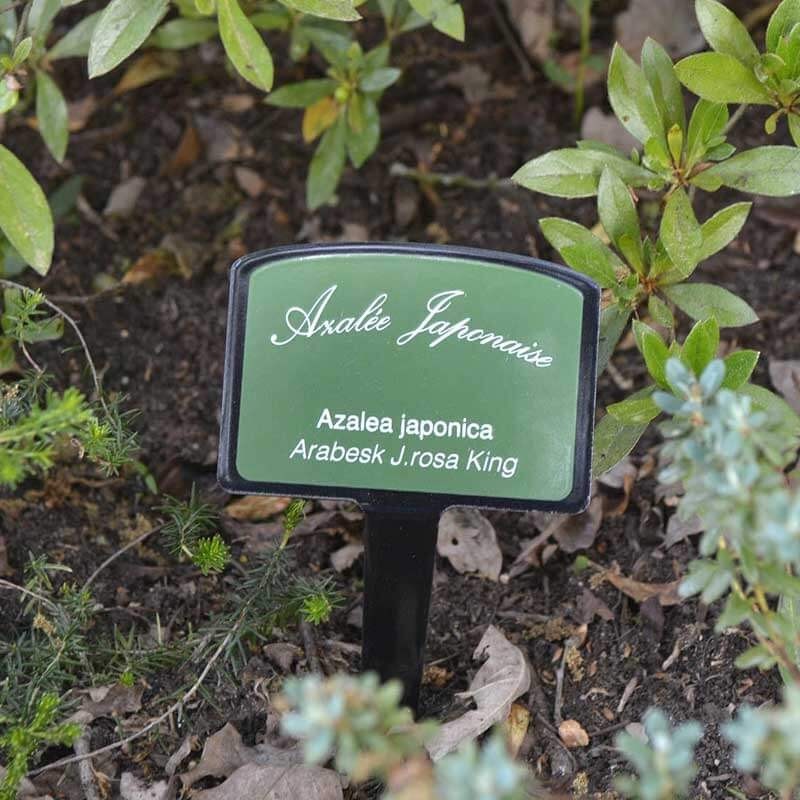 Azalée Japonaise
Azalea japonica
Arabesk J.rosa King